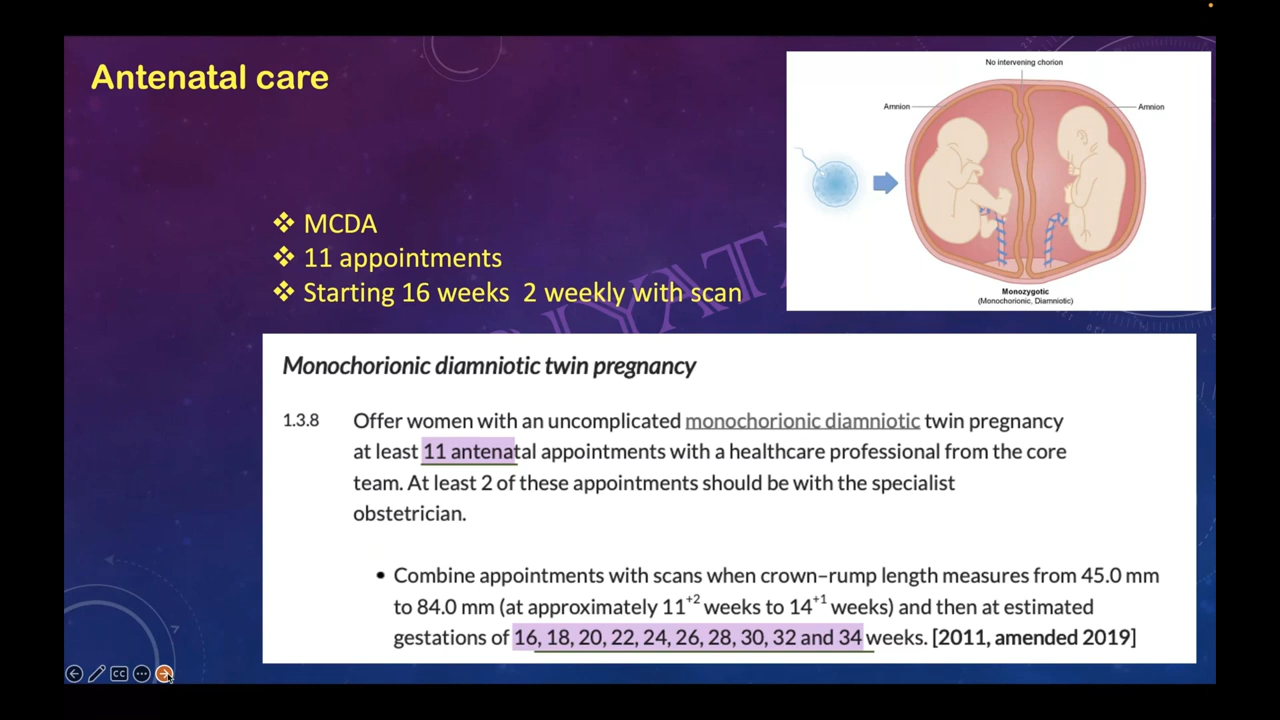 Antenatal care
No intervening chorion
Amnion
Amnion
Monozygotic
(Monochorionic, Diamniotic)
❖ MCDA
❖ 11 appointments
❖ Starting 16 weeks 2 weekly with scan
Monochorionic diamniotic twin pregnancy
1.3.8 Offer women with an uncomplicated monochorionic diamniotic twin pregnancy
at least 11 antenatal appointments with a healthcare professional from the core
team. At least 2 of these appointments should be with the specialist
obstetrician.
• Combine appointments with scans when crown–rump length measures from 45.0 mm
to 84.0 mm (at approximately 11+2 weeks to 14+1 weeks) and then at estimated
gestations of 16, 18, 20, 22, 24, 26, 28, 30, 32 and 34 weeks. [2011, amended 2019]
CC